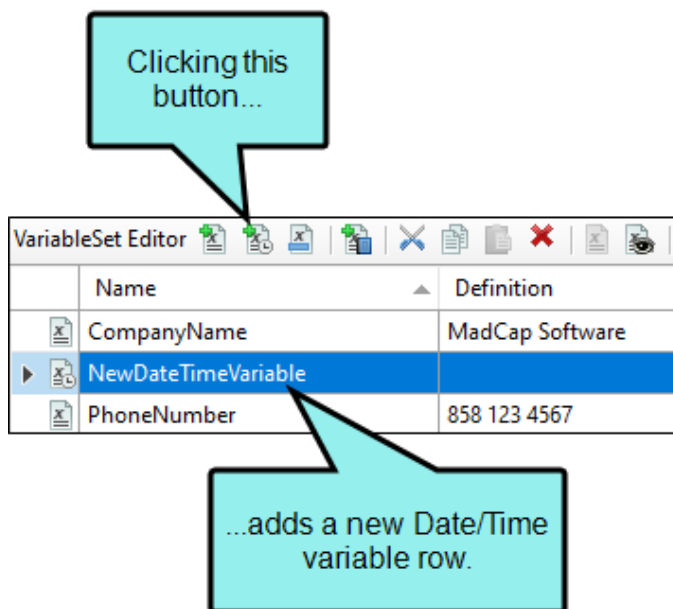 Clicking this
button...
VariableSet Editor
Name Definition
CompanyName MadCap Software
NewDateTimeVariable
PhoneNumber 858 123 4567
...adds a new Date/Time
variable row.